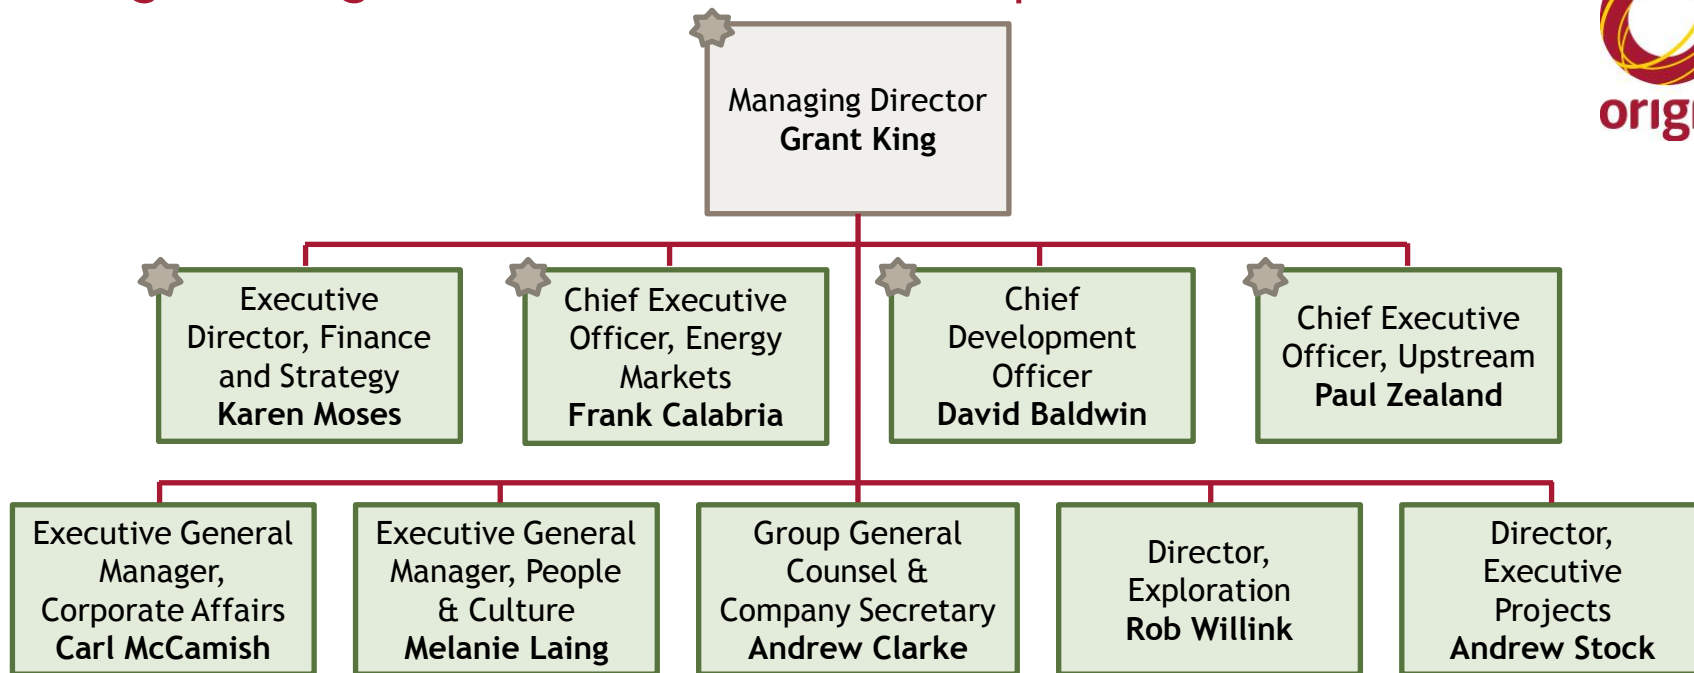 Managing Director
Grant King
Executive
Director, Finance
and Strategy
Karen Moses
Chief Executive
Officer, Energy
Markets
Frank Calabria
Chief
Development
Officer
David Baldwin
Chief Executive
Officer, Upstream
Paul Zealand
Executive General
Manager,
Corporate Affairs
Carl McCamish
Executive General
Manager, People
& Culture
Melanie Laing
Group General
Counsel &
Company Secretary
Andrew Clarke
Director,
Exploration
Rob Willink
Director,
Executive
Projects
Andrew Stock